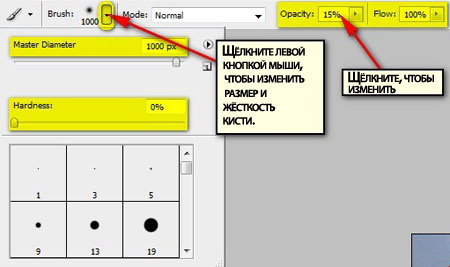 Brush:
1000
Mode: Normal
Opacity: 15%
Flow: 100%
Master Diameter 1000 px
Hardness: 0%
ЩЁЛКНИТЕ ЛЕВОЙ
КНОПКОЙ МЫШИ,
ЧТОБЫ ИЗМЕНИТЬ
РАЗМЕР И
ЖЁСТКОСТЬ
КИСТИ.
ЩЁЛКНИТЕ, ЧТОБЫ
ИЗМЕНИТЬ
1 3 5
9 13 19